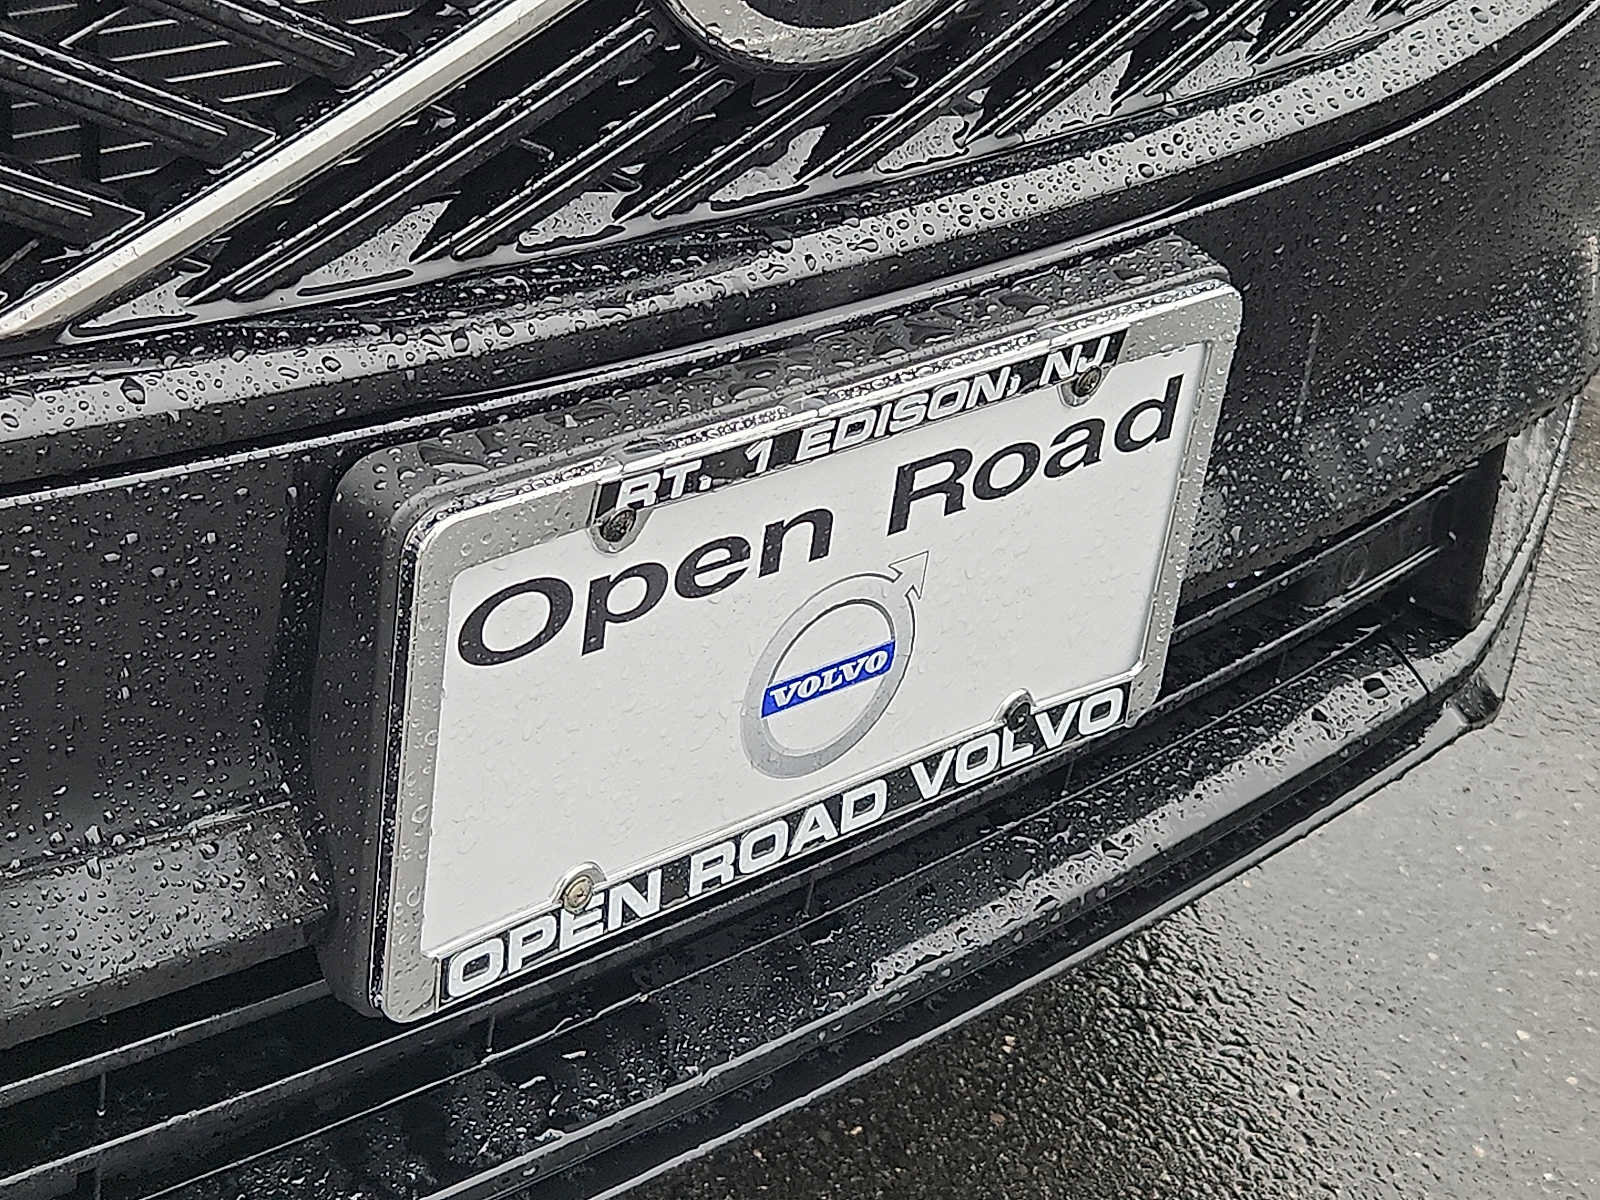 RT. 1 EDISON, NJ
Open Road
VOLVO
OPEN ROAD VOLVO